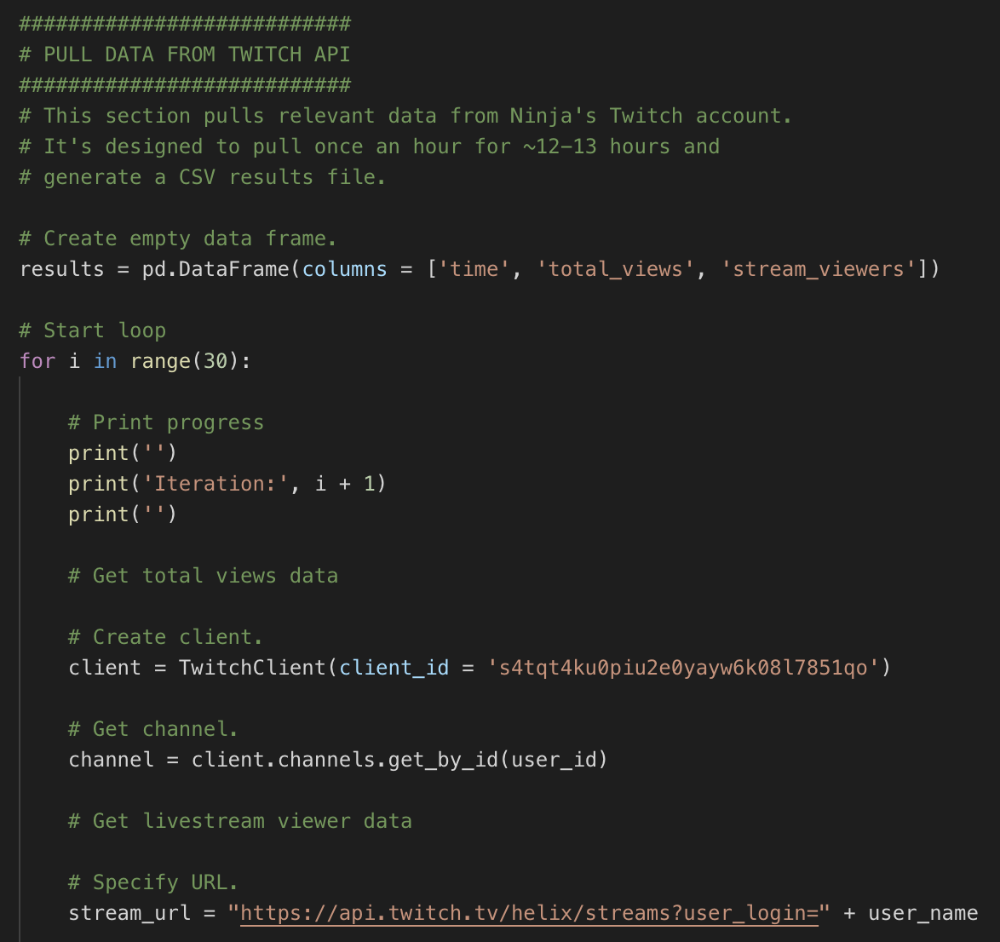 ###########################
# PULL DATA FROM TWITCH API
###########################
# This section pulls relevant data from Ninja's Twitch account.
# It's designed to pull once an hour for ~12–13 hours and
# generate a CSV results file.
# Create empty data frame.
results = pd.DataFrame(columns = ['time', 'total_views', 'stream_viewers'])
# Start loop
for i in range(30):
# Print progress
print('')
print('Iteration:', i + 1)
print('')
# Get total views data
# Create client.
client = TwitchClient(client_id = 's4tqt4ku0piu2e0yayw6k08l7851qo')
# Get channel.
channel = client.channels.get_by_id(user_id)
# Get livestream viewer data
# Specify URL.
stream_url = "https://api.twitch.tv/helix/streams?user_login=" + user_name